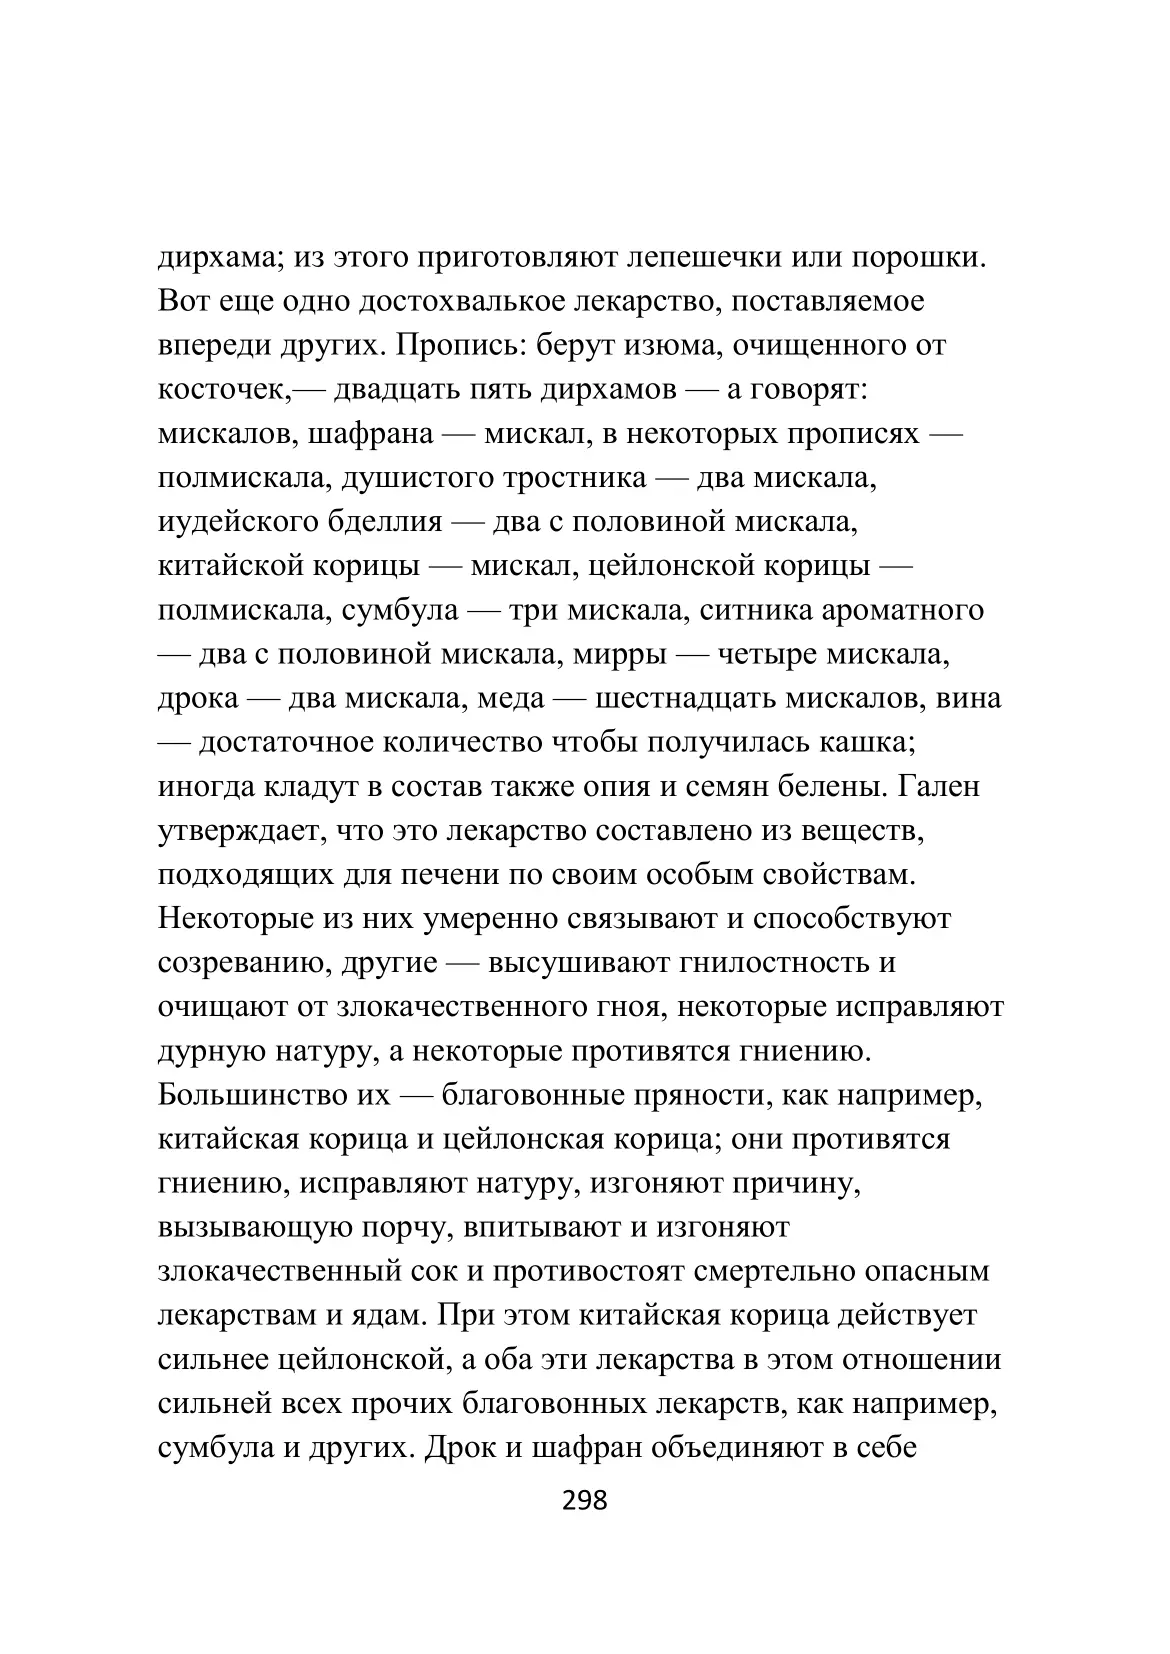 дирхама; из этого приготовляют лепешечки или порошки.
Вот еще одно достохвалькое лекарство, поставляемое
впереди других. Пропись: берут изюма, очищенного от
косточек,— двадцать пять дирхамов — а говорят:
мискалов, шафрана — мискал, в некоторых прописях —
полмискала, душистого тростника — два мискала,
иудейского бделлия — два с половиной мискала,
китайской корицы — мискал, цейлонской корицы —
полмискала, сумбула — три мискала, ситника ароматного
— два с половиной мискала, мирры — четыре мискала,
дрока — два мискала, меда — шестнадцать мискалов, вина
— достаточное количество чтобы получилась кашка;
иногда кладут в состав также опия и семян белены. Гален
утверждает, что это лекарство составлено из веществ,
подходящих для печени по своим особым свойствам.
Некоторые из них умеренно связывают и способствуют
созреванию, другие — высушивают гнилостность и
очищают от злокачественного гноя, некоторые исправляют
дурную натуру, а некоторые противятся гниению.
Большинство их — благовонные пряности, как например,
китайская корица и цейлонская корица; они противятся
гниению, исправляют натуру, изгоняют причину,
вызывающую порчу, впитывают и изгоняют
злокачественный сок и противостоят смертельно опасным
лекарствам и ядам. При этом китайская корица действует
сильнее цейлонской, а оба эти лекарства в этом отношении
сильней всех прочих благовонных лекарств, как например,
сумбула и других. Дрок и шафран объединяют в себе
298